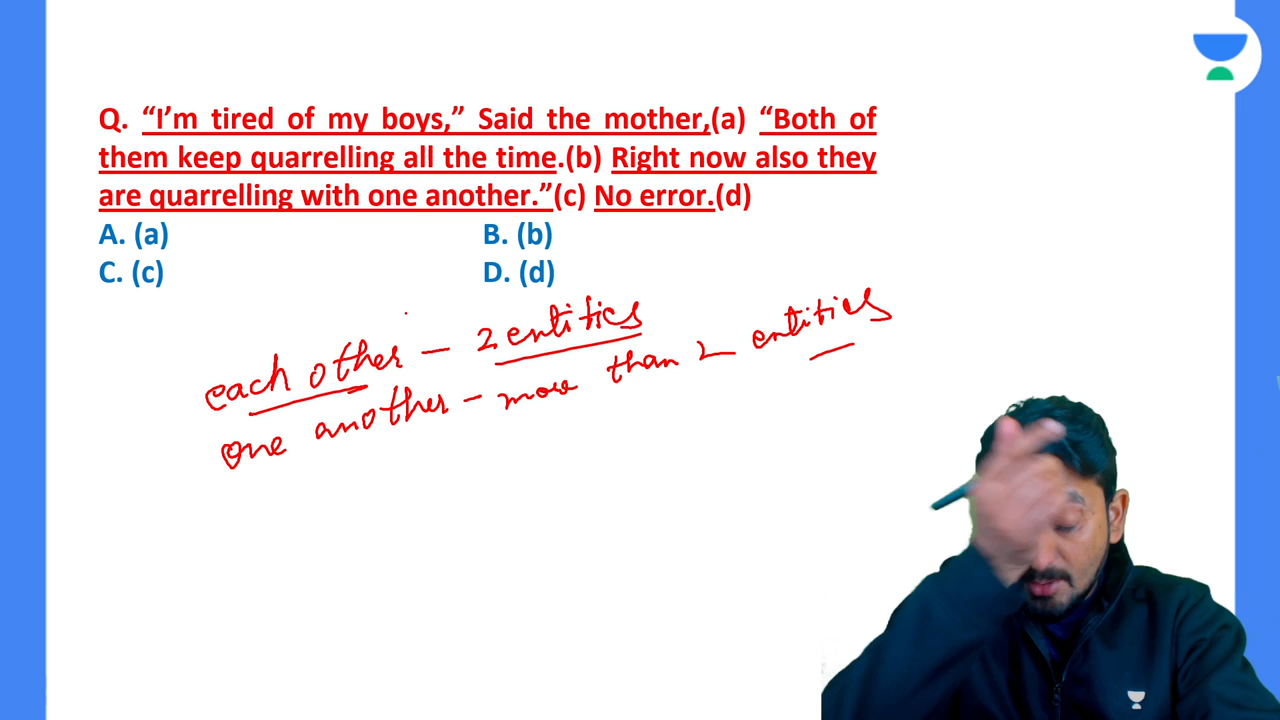 Q. “I’m tired of my boys,” Said the mother,(a) “Both of
them keep quarrelling all the time.(b) Right now also they
are quarrelling with one another.”(c) No error.(d)
A. (a) B. (b)
C. (c) D. (d)
each other – 2 entities
one another – more than 2 entities